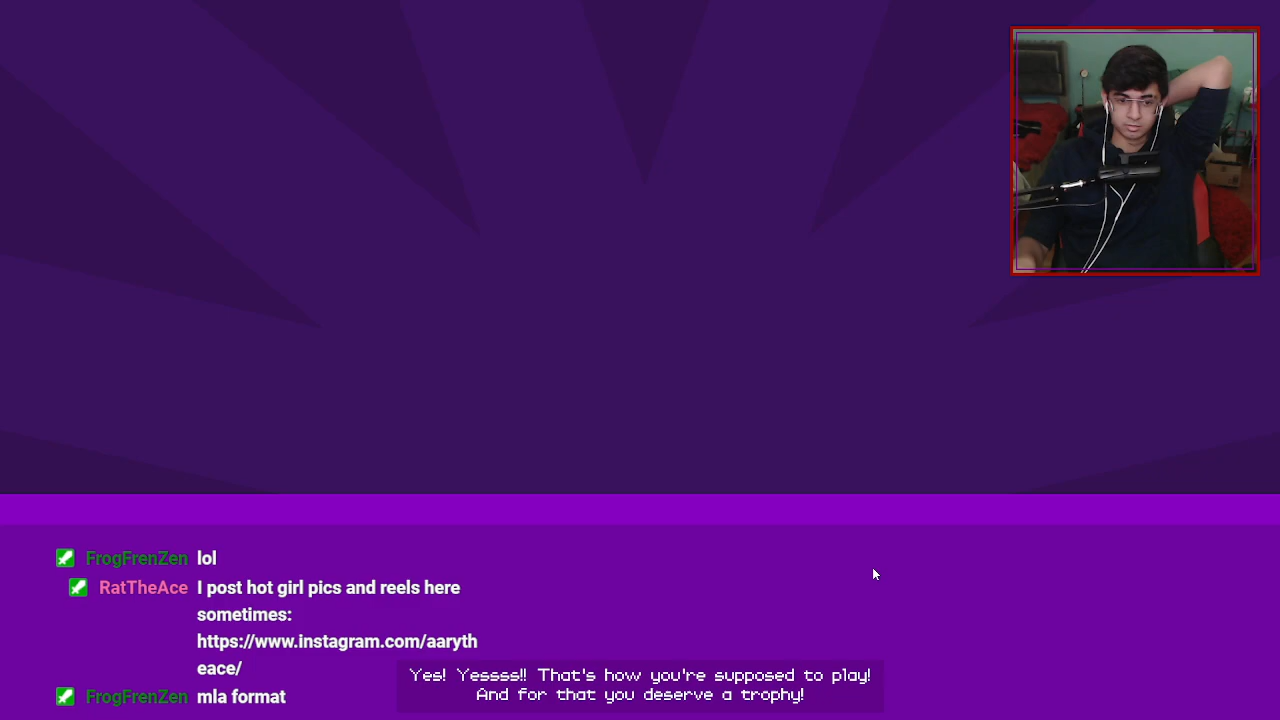 FrogFrenZen lol
RatTheAce I post hot girl pics and reels here
sometimes:
https://www.instagram.com/aaryth
eace/
FrogFrenZen mla format
Yes! Yessss!! That's how you're supposed to play!
And for that you deserve a trophy!